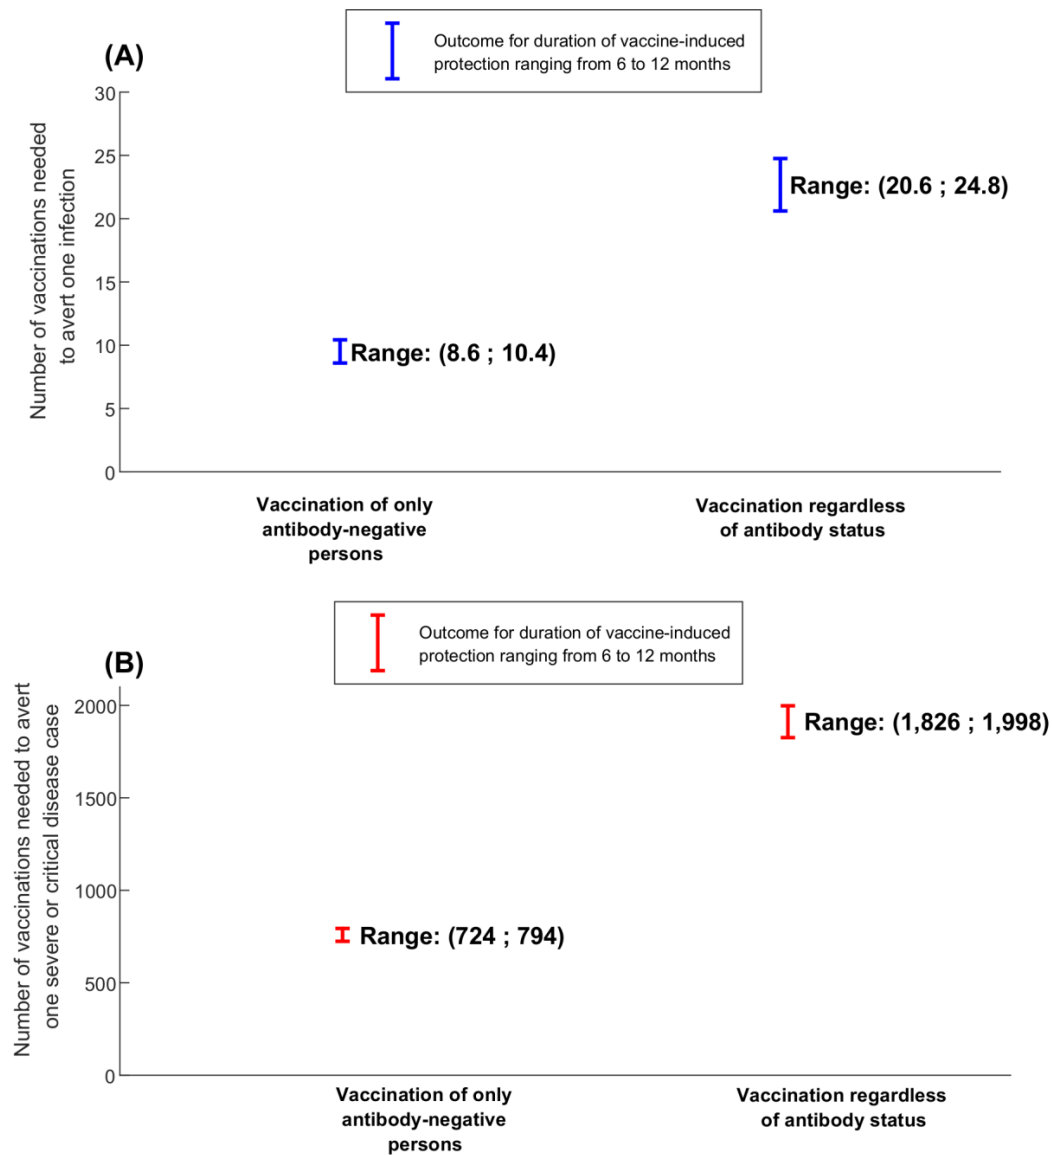 (A)
Outcome for duration of vaccine-induced
protection ranging from 6 to 12 months
Number of vaccinations needed
to avert one infection
30
25
20
15
10
5
0
Range: (20.6 ; 24.8)
Range: (8.6 ; 10.4)
Vaccination of only
antibody-negative
persons
Vaccination regardless
of antibody status
(B)
Outcome for duration of vaccine-induced
protection ranging from 6 to 12 months
Number of vaccinations needed to avert
one severe or critical disease case
2000
1500
1000
500
0
Range: (1,826 ; 1,998)
Range: (724 ; 794)
Vaccination of only
antibody-negative
persons
Vaccination regardless
of antibody status